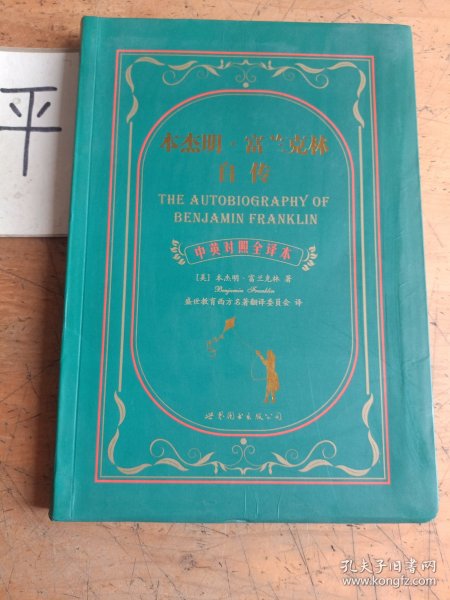 平
本杰明·富兰克林
自传
THE AUTOBIOGRAPHY OF
BENJAMIN FRANKLIN
中英对照全译本
[美] 本杰明·富兰克林 著
Benjamin Franklin
盛世教育西方名著翻译委员会 译
世界图书出版公司
孔夫子旧书网
www.kongfz.com